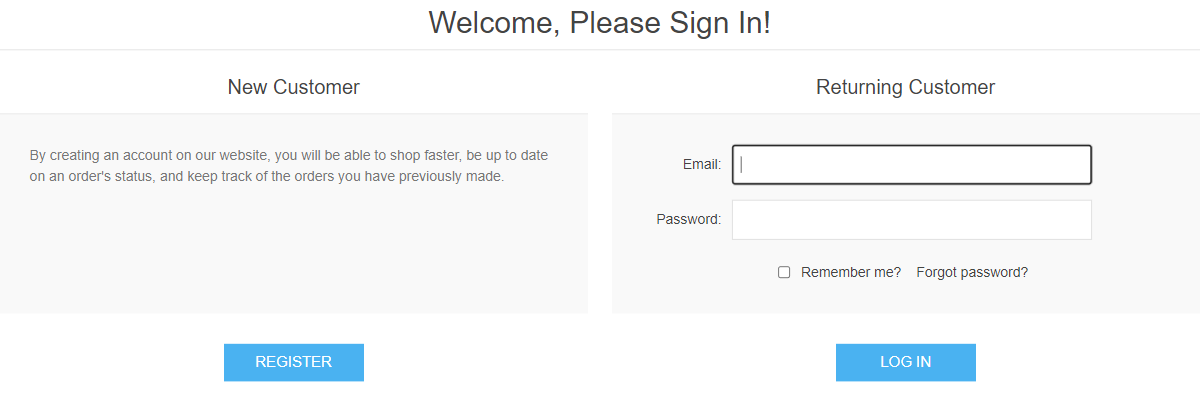 Welcome, Please Sign In!
New Customer
By creating an account on our website, you will be able to shop faster, be up to date
on an order's status, and keep track of the orders you have previously made.
REGISTER
Returning Customer
Email:
Password:
Remember me? Forgot password?
LOG IN